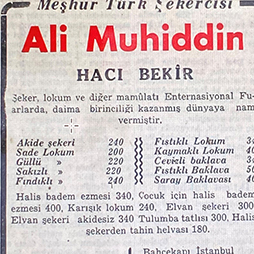 Meşhur Türk Şekercisi
Ali Muhiddin
HACI BEKİR
Şeker, lokum ve diğer mamûlâtı Enternasyonal Fu-
arlarda, daima birinciliği kazanmış dünyaya nam
vermiştir.
Akide şekeri 240 Fıstıklı Lokum
Sade Lokum 200 Kaymaklı Lokum
Güllü » 220 Cevizli baklava
Sakızlı » 220 Fıstıklı Baklava
Fındıklı » 240 Saray Baklavası
Halis badem ezmesi 340, Çocuk için halis badem
ezmesi 400, Karışık lokum 240, Elvan şekeri 300
Elvan şekeri akidesiz 340 Tulumba tatlısı 300, Halis
şekerden tahin helvası 180.
Bahçekapı İstanbul